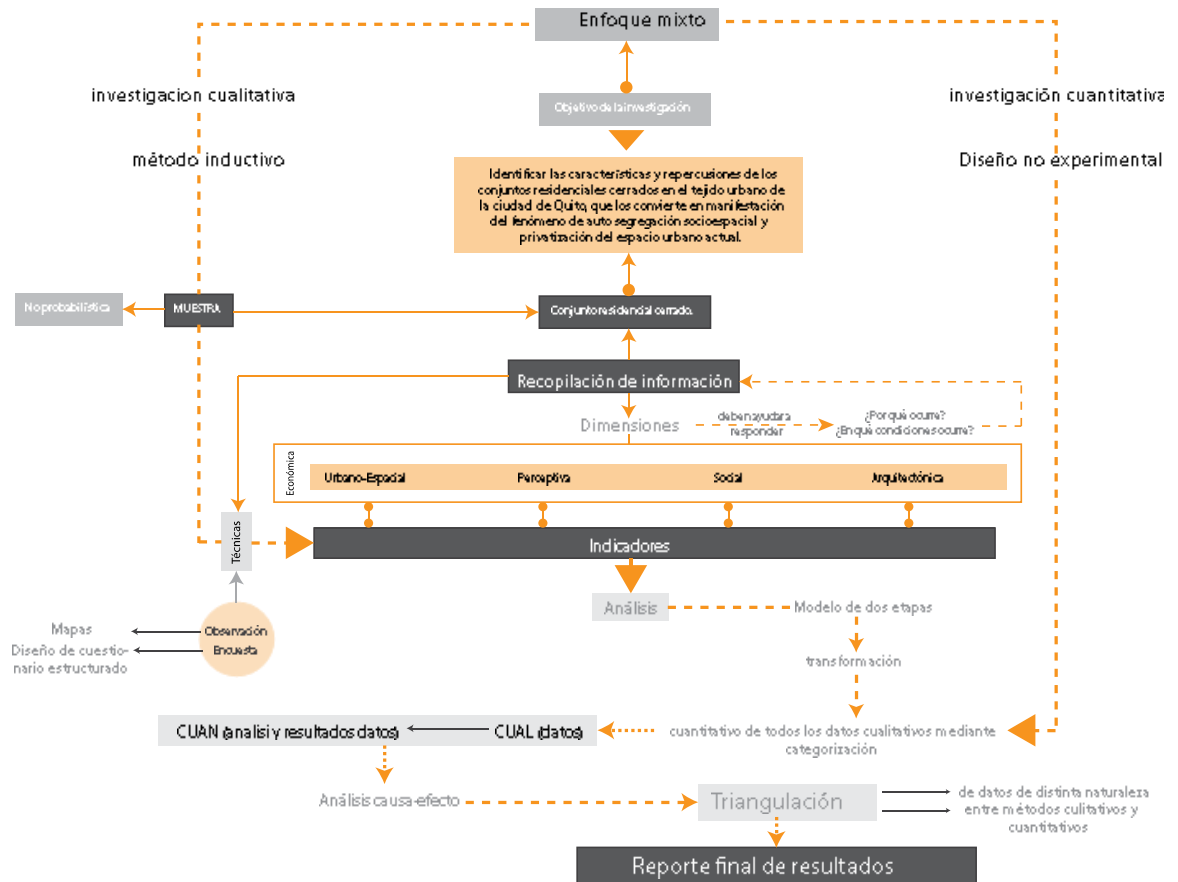 Enfoque mixto
investigacion cualitativa
Objetivo de la investigación
investigación cuantitativa
método inductivo
Diseño no experimental
Identificar las características y repercusiones de los
conjuntos residenciales cerrados en el tejido urbano de
la ciudad de Quito, que los convierte en manifestación
del fenómeno de auto segregación socioespacial y
privatización del espacio urbano actual.
No probabilística
MUESTRA
Conjunto residencial cerrado.
Recopilación de información
Dimensiones
deben ayudar a
responder
¿Por qué ocurre?
¿En qué condiciones ocurre?
Económica
Urbano-Espacial
Perceptiva
Social
Arquitectónica
Técnicas
Indicadores
Análisis
Modelo de dos etapas
Mapas
Diseño de cuestio-
nario estructurado
Observación
Encuesta
transformación
CUAN (analisi y resultados datos)
CUAL (datos)
cuantitativo de todos los datos cualitativos mediante
categorización
Análisis causa-efecto
Triangulación
de datos de distinta naturaleza
entre métodos culitativos y
cuantitativos
Reporte final de resultados